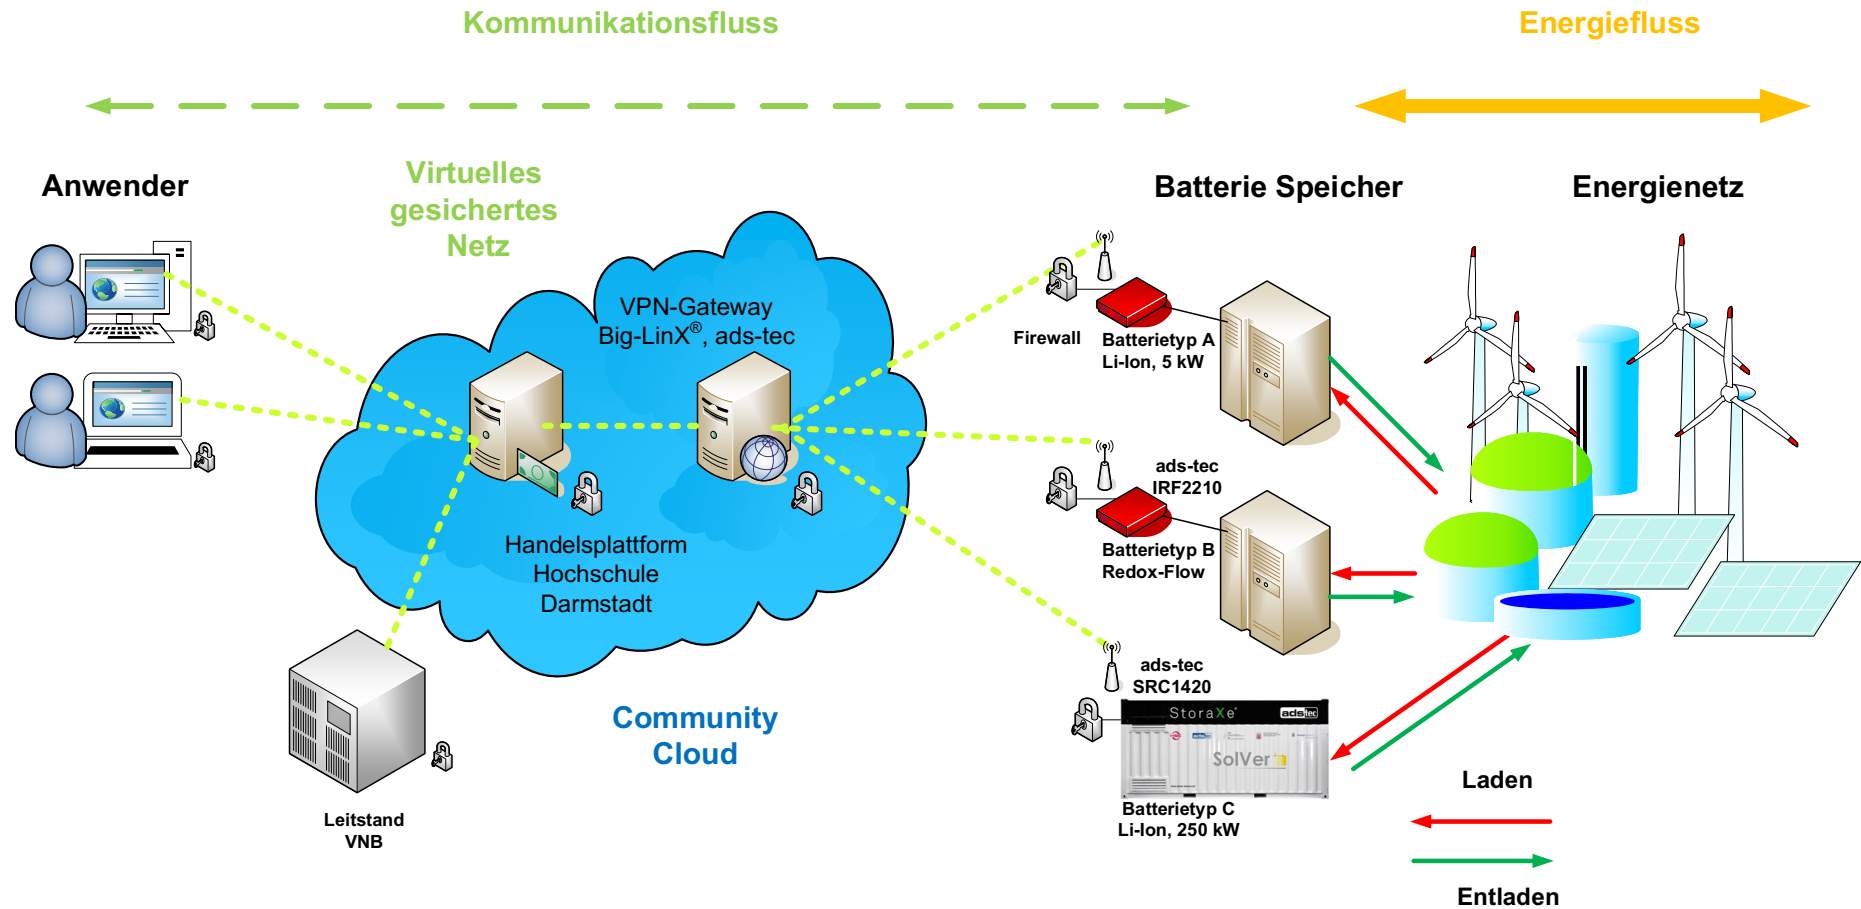 Kommunikationsfluss
Energiefluss
Anwender
Virtuelles
gesichertes
Netz
Batterie Speicher
Energienetz
VPN-Gateway
Big-LinX®, ads-tec
Firewall
Batterietyp A
Li-Ion, 5 kW
ads-tec
IRF2210
Batterietyp B
Redox-Flow
Handelsplattform
Hochschule
Darmstadt
ads-tec
SRC1420
StoraXe®
ads-tec
SolVer
Batterietyp C
Li-Ion, 250 kW
Community
Cloud
Leitstand
VNB
Laden
Entladen